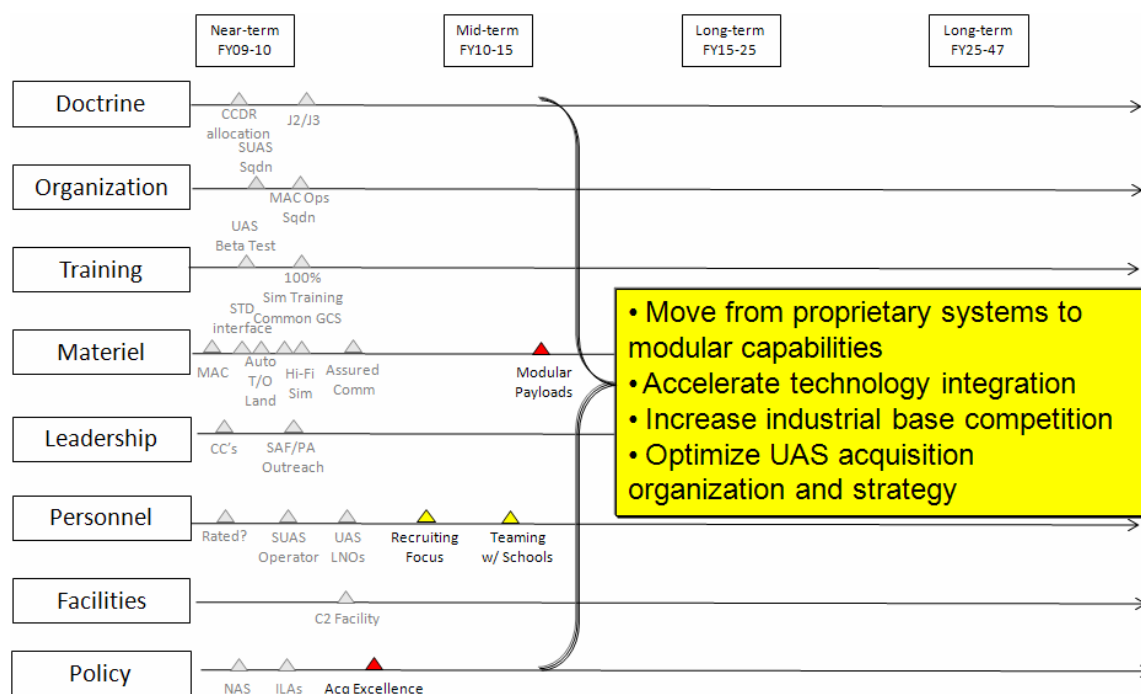 Near-term
FY09-10
Mid-term
FY10-15
Long-term
FY15-25
Long-term
FY25-47
Doctrine
CCDR
allocation
J2/J3
SUAS
Sqdn
Organization
MAC Ops
Sqdn
UAS
Beta Test
Training
100%
Sim Training
STD
interface
Common GCS
Materiel
MAC
Auto
T/O
Land
Hi-Fi
Sim
Assured
Comm
Modular
Payloads
• Move from proprietary systems to
modular capabilities
• Accelerate technology integration
• Increase industrial base competition
• Optimize UAS acquisition
organization and strategy
Leadership
CC's
SAF/PA
Outreach
Personnel
Rated?
SUAS
Operator
UAS
LNOs
Recruiting
Focus
Teaming
w/ Schools
Facilities
C2 Facility
Policy
NAS
ILAs
Acq Excellence